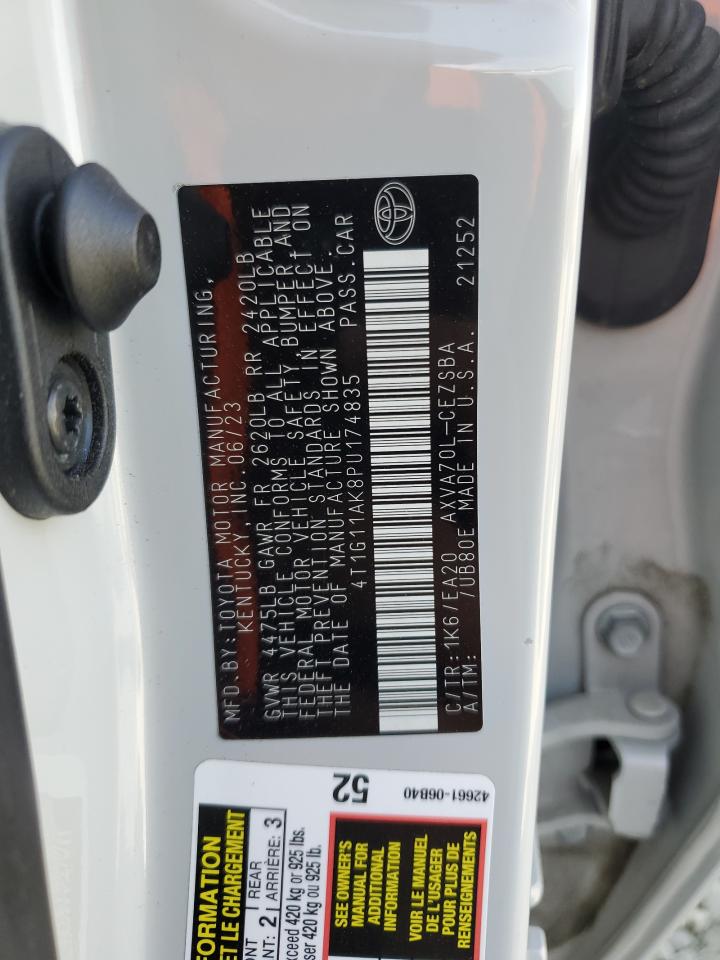 MFD.BY:TOYOTA MOTOR MANUFACTURING,
KENTUCKY, INC. 06/23
GVWR 4475LB GAWR FR 2620LB RR 2420LB
THIS VEHICLE CONFORMS TO ALL APPLICABLE
FEDERAL MOTOR VEHICLE SAFETY, BUMPER, AND
THEFT PREVENTION STANDARDS IN EFFECT ON
THE DATE OF MANUFACTURE SHOWN ABOVE.
4T1G11AK8PU174835 PASS.CAR
C/TR:1K6/EA20 AXVA70L-CEZSBA
A/TM: /UB80E MADE IN U.S.A. 21252
52
42661-06B40
ET LE CHARGEMENT
2 REAR 3
2 ARRIÈRE: 3
exceed 420 kg or 925 lbs.
420 kg ou 925 lb.
SEE OWNER'S
MANUAL FOR
ADDITIONAL
INFORMATION
VOIR LE MANUEL
DE L'USAGER
POUR PLUS DE
RENSEIGNEMENTS